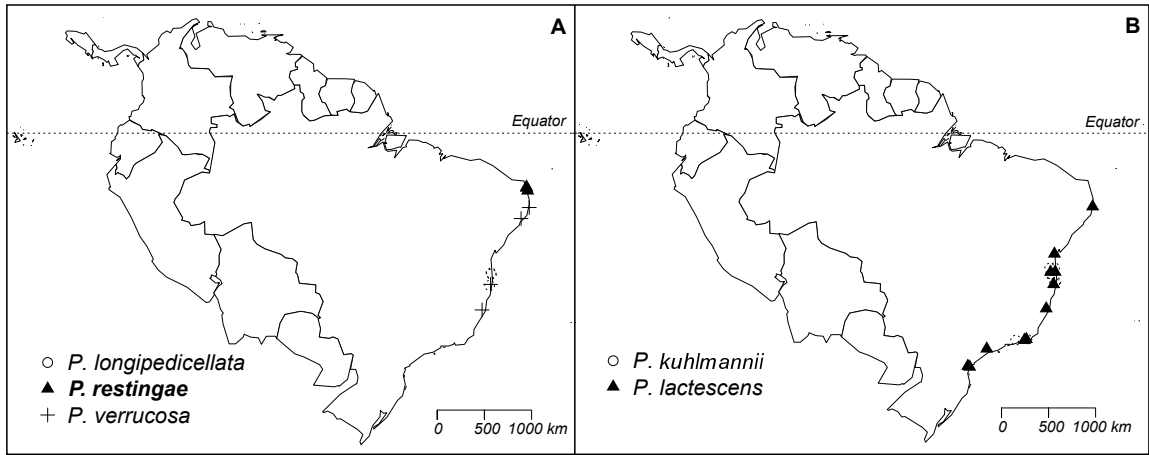 A
Equator
P. longipedicellata
P. restingae
P. verrucosa
0 500 1000 km
B
Equator
P. kuhlmannii
P. lactescens
0 500 1000 km